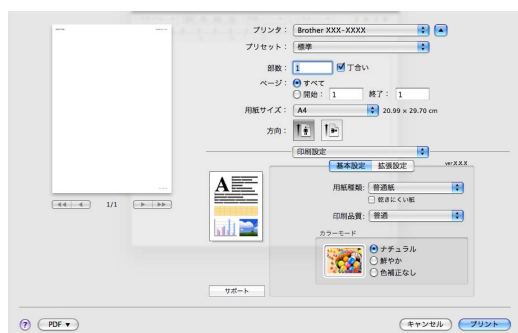 プリンタ： Brother XXX-XXXX
プリセット： 標準
部数： 1 丁合い
ページ： すべて
開始： 1 終了： 1
用紙サイズ： A4 20.99 × 29.70 cm
方向：
印刷設定
基本設定 拡張設定 ver.X.X.X
用紙種類： 普通紙
乾きにくい紙
印刷品質： 普通
カラーモード
ナチュラル
鮮やか
色補正なし
A
サポート
1/1
? PDF▼ キャンセル プリント